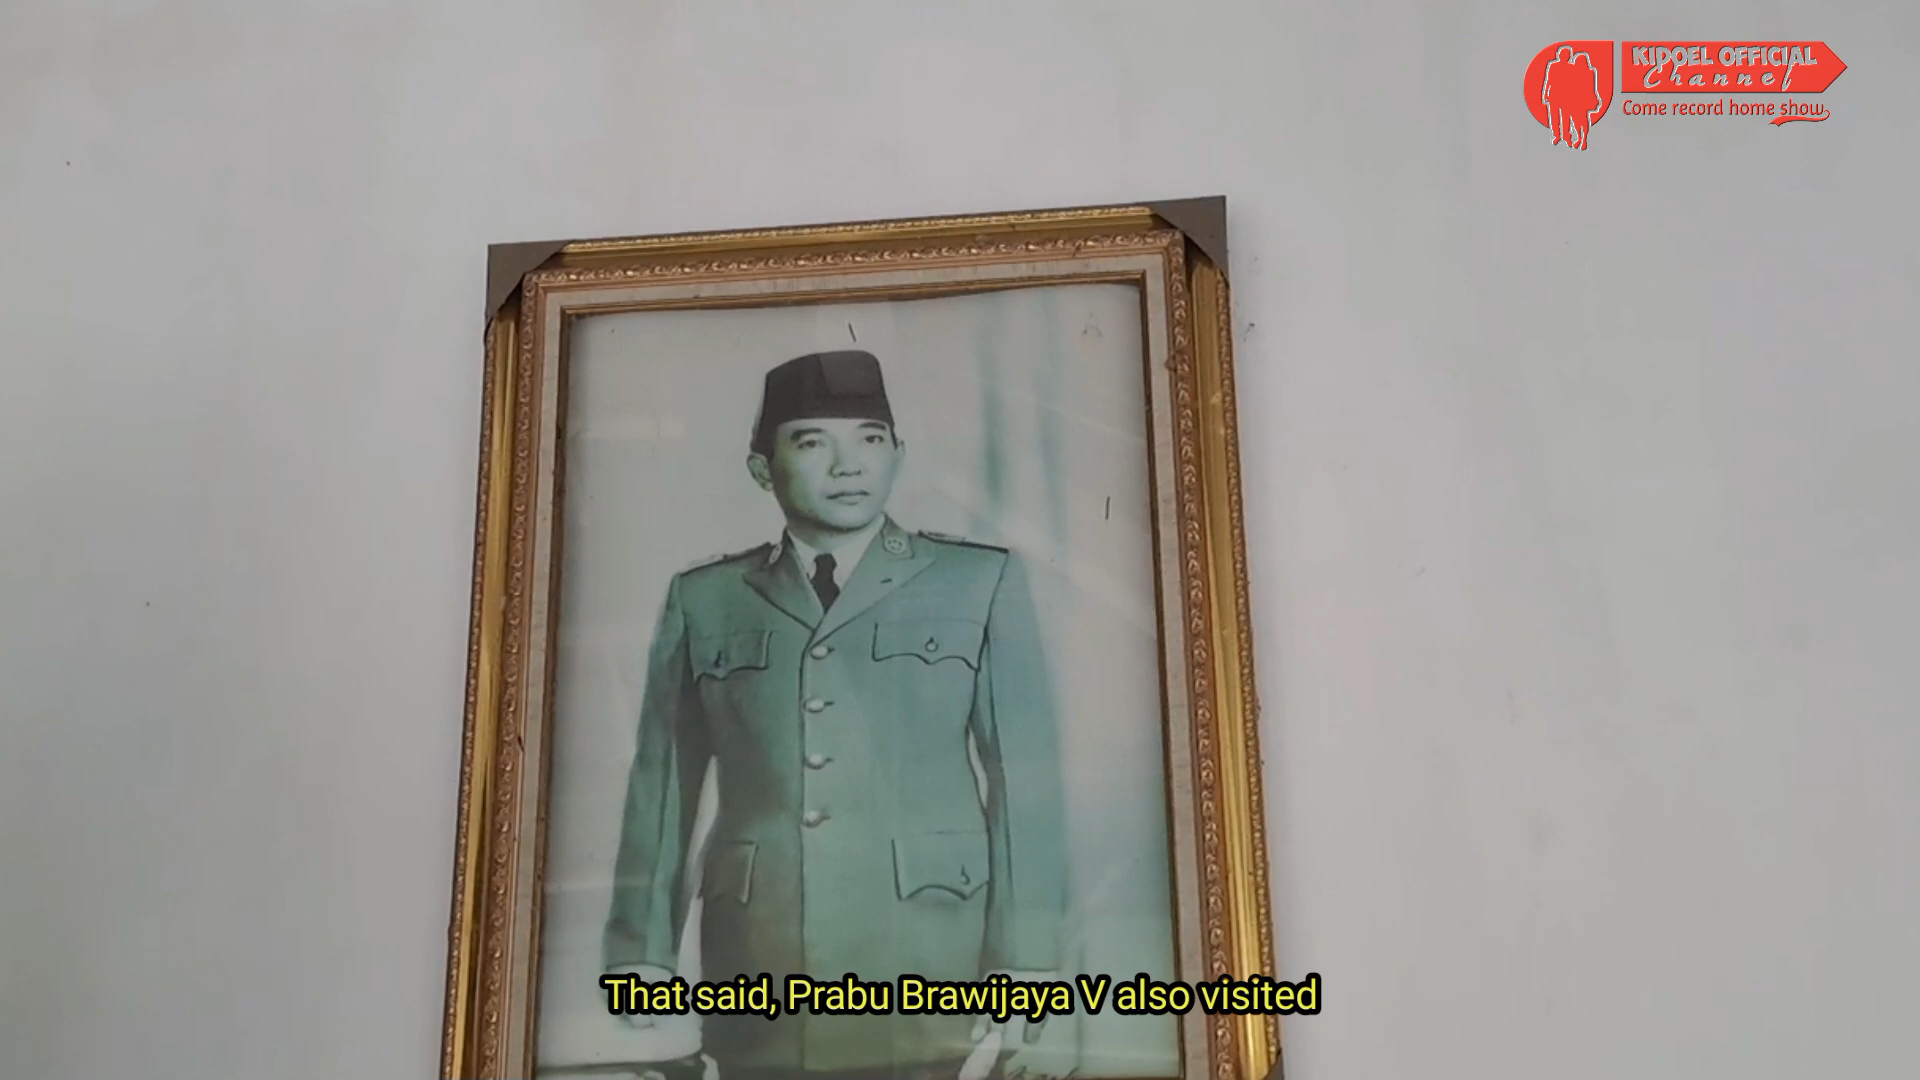 KIDOEL OFFICIAL
Channel
Come record home show
That said, Prabu Brawijaya V also visited